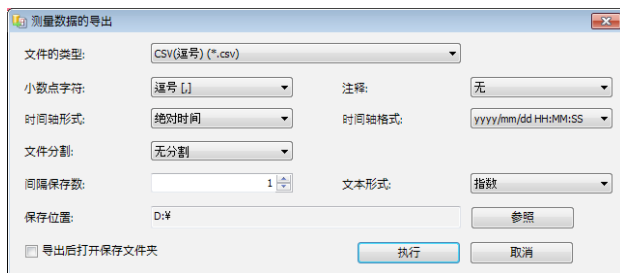 测量数据的导出
文件的类型: CSV(逗号) (*.csv)
小数点字符: 逗号 [,] 注释: 无
时间轴形式: 绝对时间 时间轴格式: yyyy/mm/dd HH:MM:SS
文件分割: 无分割
间隔保存数: 1 文本形式: 指数
保存位置: D:¥ 参照
导出后打开保存文件夹 执行 取消